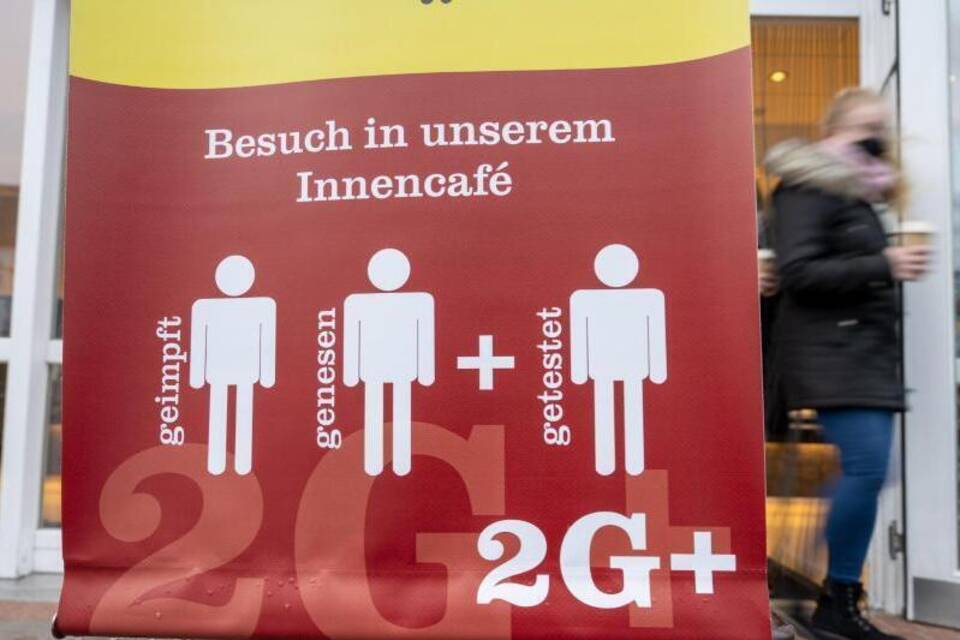 Besuch in unserem
Innencafé
geimpft
genesen
+
getestet
2G+
2G+